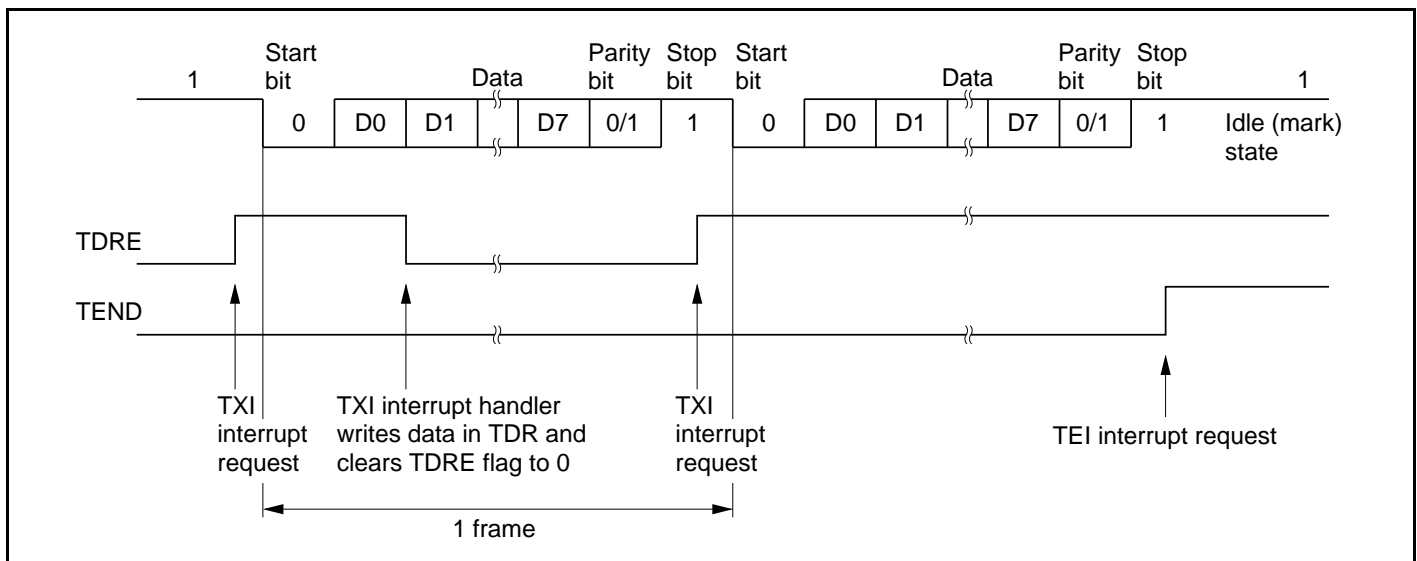 Start Parity Stop Start Parity Stop
1 bit Data bit bit bit Data bit bit 1
0 D0 D1 D7 0/1 1 0 D0 D1 D7 0/1 1 Idle (mark)
state
TDRE
TEND
TXI
interrupt
request
TXI interrupt handler
writes data in TDR and
clears TDRE flag to 0
TXI
interrupt
request
TEI interrupt request
1 frame